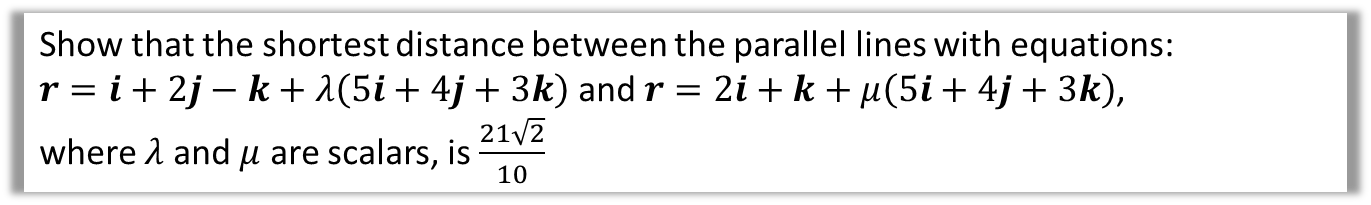 Show that the shortest distance between the parallel lines with equations:
r = i + 2j − k + λ(5i + 4j + 3k) and r = 2i + k + μ(5i + 4j + 3k),
where λ and μ are scalars, is 21√2/10